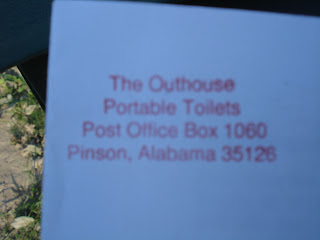 The Outhouse
Portable Toilets
Post Office Box 1060
Pinson, Alabama 35126